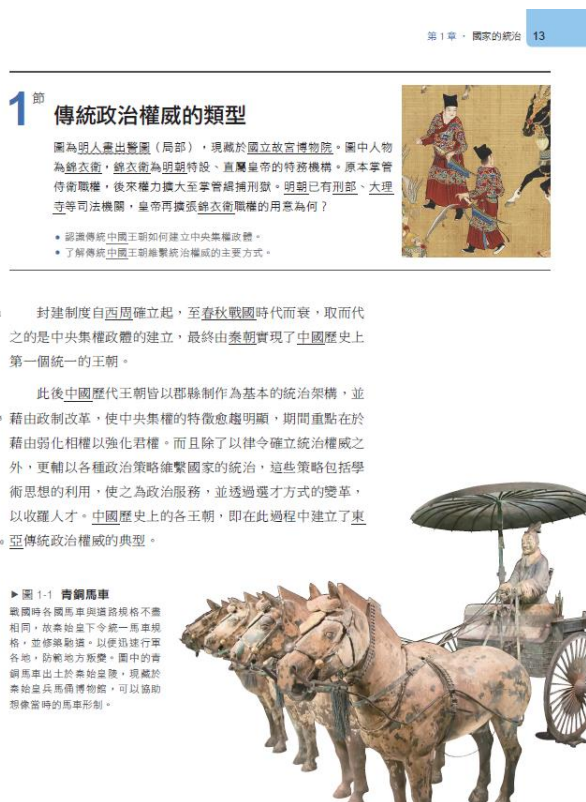 第 1 章 · 國家的統治 13
1 節
傳統政治權威的類型
圖為明人畫出警圖（局部），現藏於國立故宮博物院。圖中人物
為錦衣衛，錦衣衛為明朝特設、直屬皇帝的特務機構。原本掌管
侍衛職權，後來權力擴大至掌管緝捕刑獄。明朝已有刑部、大理
寺等司法機關，皇帝再擴張錦衣衛職權的用意為何？
• 認識傳統中國王朝如何建立中央集權政體。
• 了解傳統中國王朝維繫統治權威的主要方式。
封建制度自西周確立起，至春秋戰國時代而衰，取而代
之的是中央集權政體的建立，最終由秦朝實現了中國歷史上
第一個統一的王朝。
此後中國歷代王朝皆以郡縣制作為基本的統治架構，並
藉由政制改革，使中央集權的特徵愈趨明顯，期間重點在於
藉由弱化相權以強化君權。而且除了以律令確立統治權威之
外，更輔以各種政治策略維繫國家的統治，這些策略包括學
術思想的利用，使之為政治服務，並透過選才方式的變革，
以收羅人才。中國歷史上的各王朝，即在此過程中建立了東
亞傳統政治權威的典型。
▶圖 1-1 青銅馬車
戰國時各國馬車與道路規格不盡
相同，故秦始皇下令統一馬車規
格，並修築馳道。以便迅速行軍
各地，防範地方叛變。圖中的青
銅馬車出土於秦始皇陵，現藏於
秦始皇兵馬俑博物館，可以協助
想像當時的馬車形制。